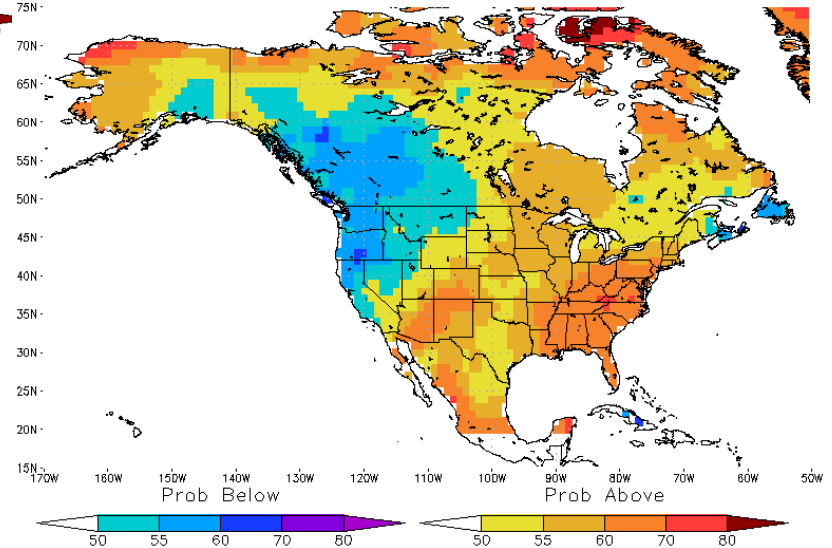 75N
70N
65N
60N
55N
50N
45N
40N
35N
30N
25N
20N
15N
170W 160W 150W 140W 130W 120W 110W 100W 90W 80W 70W 60W 50W
Prob Below Prob Above
50 55 60 70 80 50 55 60 70 80